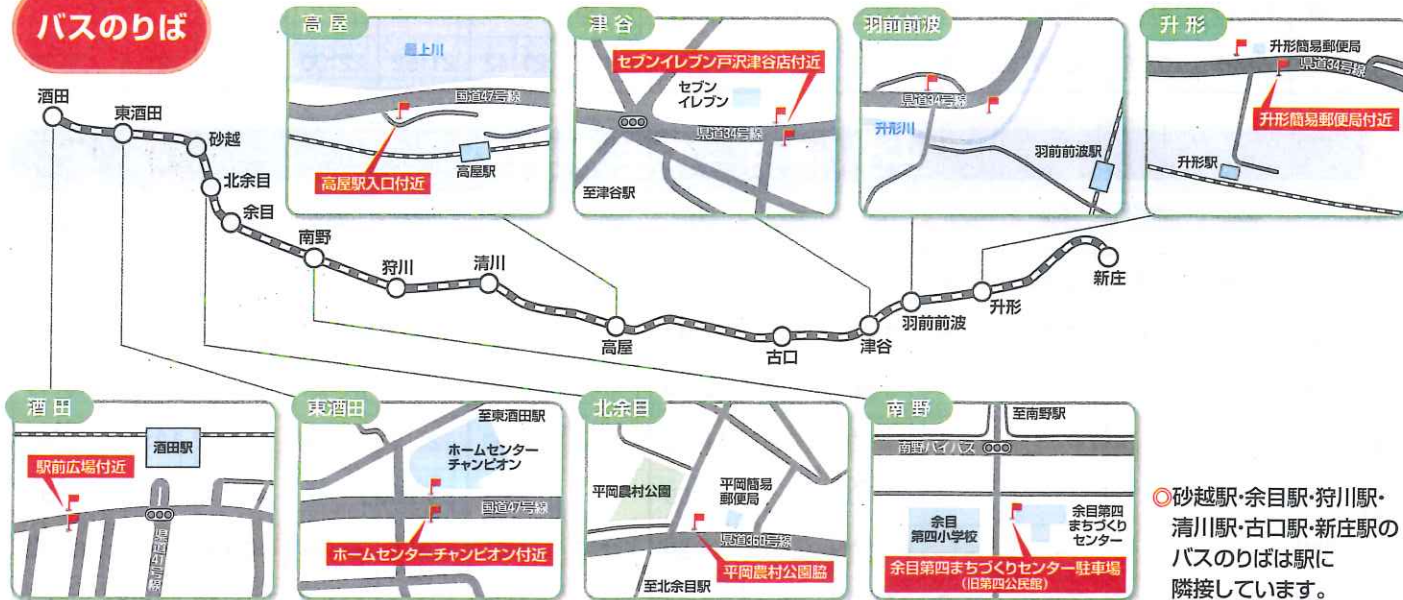 バスのりば
高屋
最上川
国道47号線
高屋駅入口付近
高屋駅
津谷
セブンイレブン戸沢津谷店付近
セブン
イレブン
県道34号線
至津谷駅
羽前前波
県道34号線
升形川
羽前前波駅
升形
升形簡易郵便局
県道34号線
升形簡易郵便局付近
升形駅
酒田
東酒田
砂越
北余目
余目
南野
狩川
清川
高屋
古口
津谷
羽前前波
升形
新庄
酒田
酒田駅
駅前広場付近
県道41号線
東酒田
至東酒田駅
ホームセンター
チャンピオン
国道47号線
ホームセンターチャンピオン付近
北余目
平岡農村公園
平岡簡易
郵便局
県道360号線
平岡農村公園脇
至北余目駅
南野
至南野駅
南野バイパス
余目
第四小学校
余目第四
まちづくり
センター
余目第四まちづくりセンター駐車場
(旧第四公民館)
◎砂越駅・余目駅・狩川駅・
清川駅・古口駅・新庄駅の
バスのりばは駅に
隣接しています。